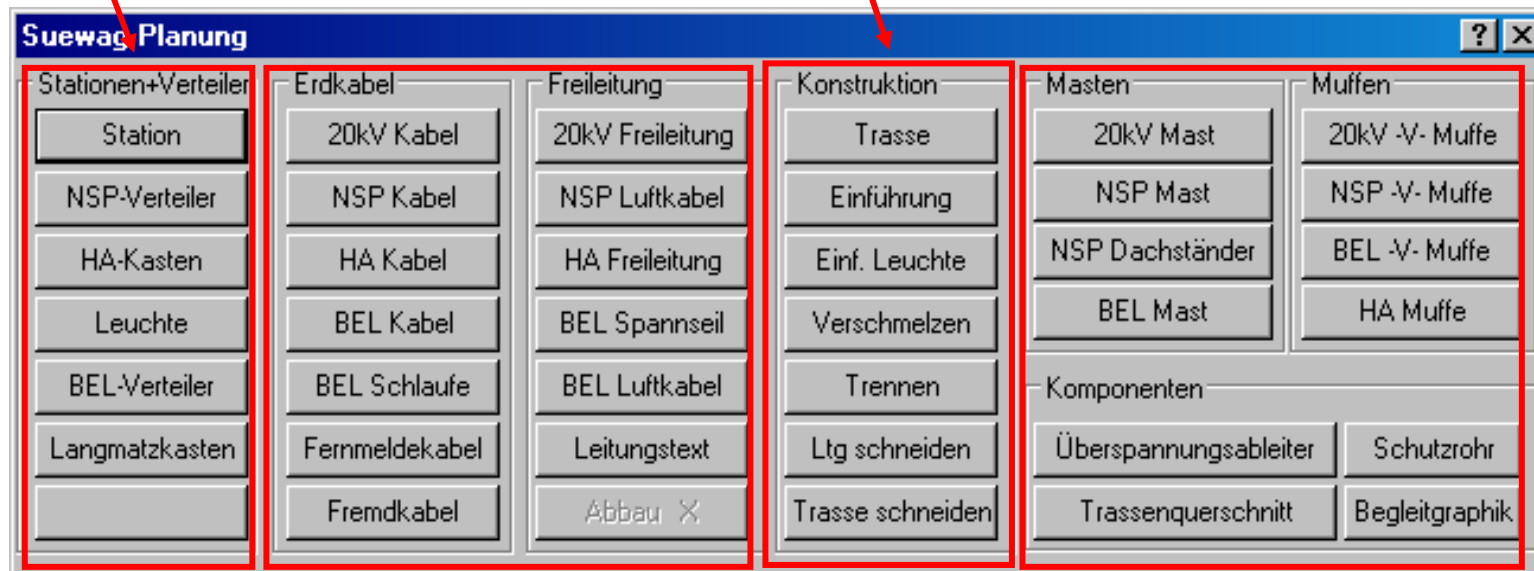 Suewag Planung
Stationen+Verteiler
Station
NSP-Verteiler
HA-Kasten
Leuchte
BEL-Verteiler
Langmatzkasten
Erdkabel
20kV Kabel
NSP Kabel
HA Kabel
BEL Kabel
BEL Schlaufe
Fernmeldekabel
Fremdkabel
Freileitung
20kV Freileitung
NSP Luftkabel
HA Freileitung
BEL Spannseil
BEL Luftkabel
Leitungstext
Abbau X
Konstruktion
Trasse
Einführung
Einf. Leuchte
Verschmelzen
Trennen
Ltg schneiden
Trasse schneiden
Masten
20kV Mast
NSP Mast
NSP Dachständer
BEL Mast
Muffen
20kV -V- Muffe
NSP -V- Muffe
BEL -V- Muffe
HA Muffe
Komponenten
Überspannungsableiter
Schutzrohr
Trassenquerschnitt
Begleitgraphik